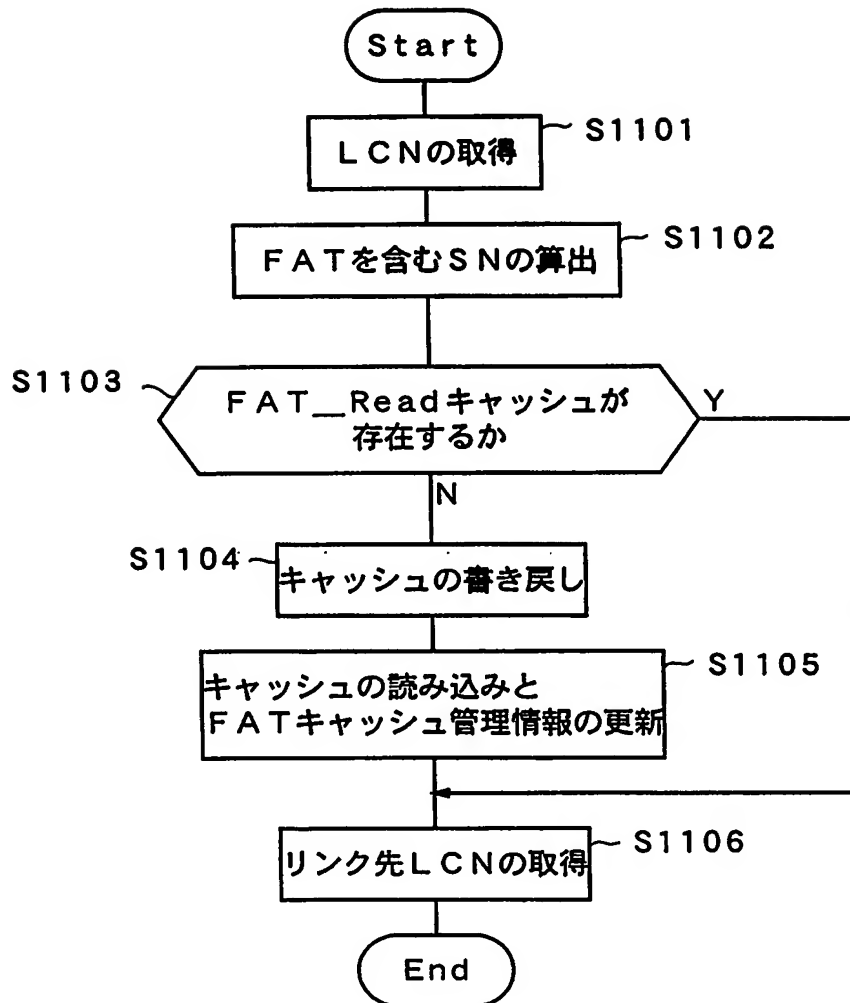 Start
LCNの取得
S1101
FATを含むSNの算出
S1102
S1103
FAT__Readキャッシュが
存在するか
Y
N
S1104
キャッシュの書き戻し
キャッシュの読み込みと
FATキャッシュ管理情報の更新
S1105
リンク先LCNの取得
S1106
End